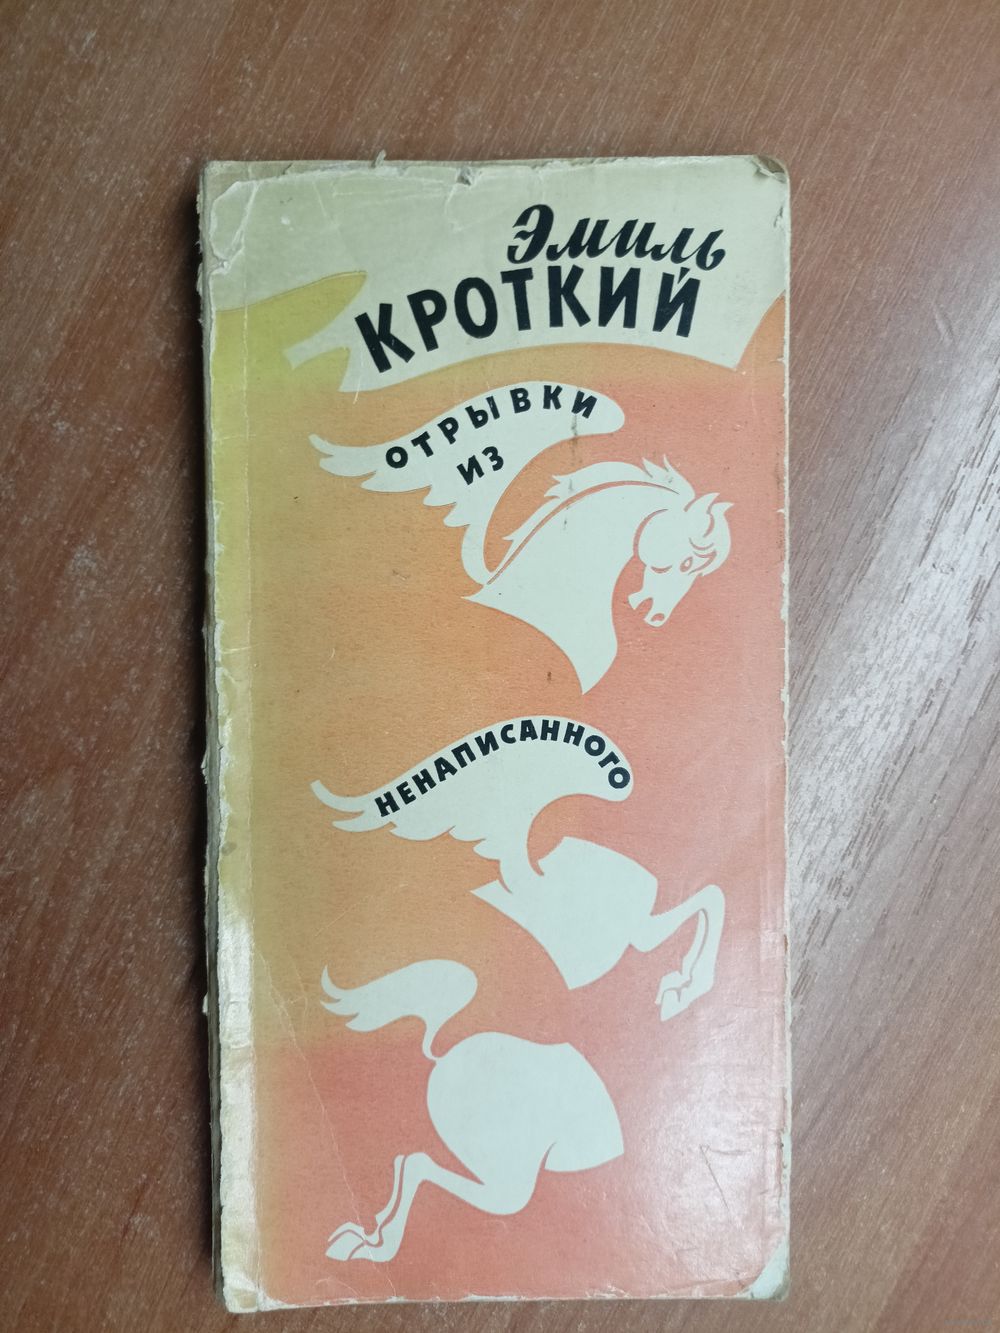 Эмиль
КРОТКИЙ
ОТРЫВКИ
ИЗ
НЕНАПИСАННОГО